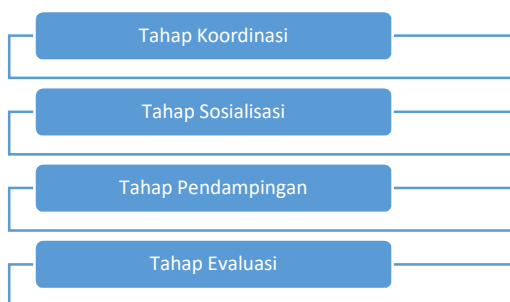 Tahap Koordinasi
Tahap Sosialisasi
Tahap Pendampingan
Tahap Evaluasi